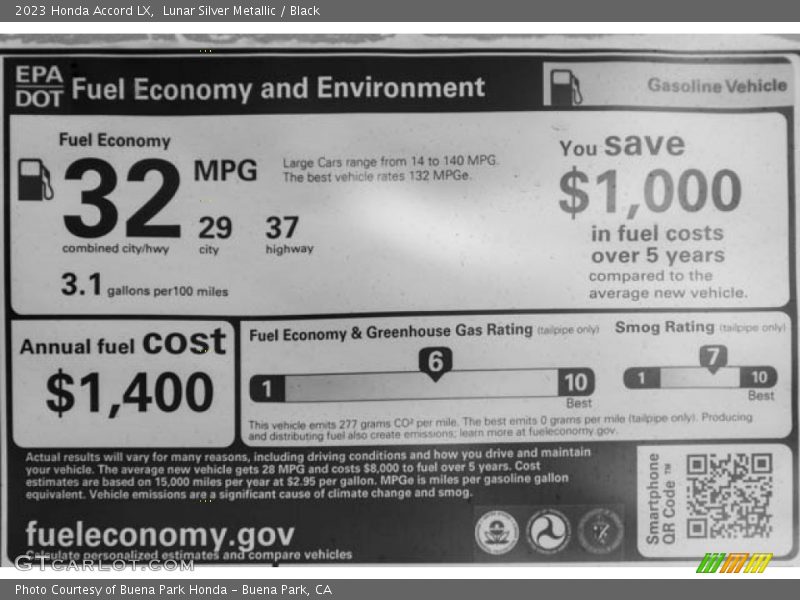 2023 Honda Accord LX, Lunar Silver Metallic / Black
EPA
DOT
Fuel Economy and Environment
Gasoline Vehicle
Fuel Economy
32
MPG
combined city/hwy
29
city
37
highway
3.1 gallons per100 miles
Large Cars range from 14 to 140 MPG.
The best vehicle rates 132 MPGe.
You save
$1,000
in fuel costs
over 5 years
compared to the
average new vehicle.
Annual fuel cost
$1,400
Fuel Economy & Greenhouse Gas Rating (tailpipe only)
1
6
10
Best
Smog Rating (tailpipe only)
1
7
10
Best
This vehicle emits 277 grams CO² per mile. The best emits 0 grams per mile (tailpipe only). Producing
and distributing fuel also create emissions; learn more at fueleconomy.gov.
Actual results will vary for many reasons, including driving conditions and how you drive and maintain
your vehicle. The average new vehicle gets 28 MPG and costs $8,000 to fuel over 5 years. Cost
estimates are based on 15,000 miles per year at $2.95 per gallon. MPGe is miles per gasoline gallon
equivalent. Vehicle emissions are a significant cause of climate change and smog.
fueleconomy.gov
Calculate personalized estimates and compare vehicles
Smartphone
QR Code ™
GTCarLot.com
Photo Courtesy of Buena Park Honda - Buena Park, CA